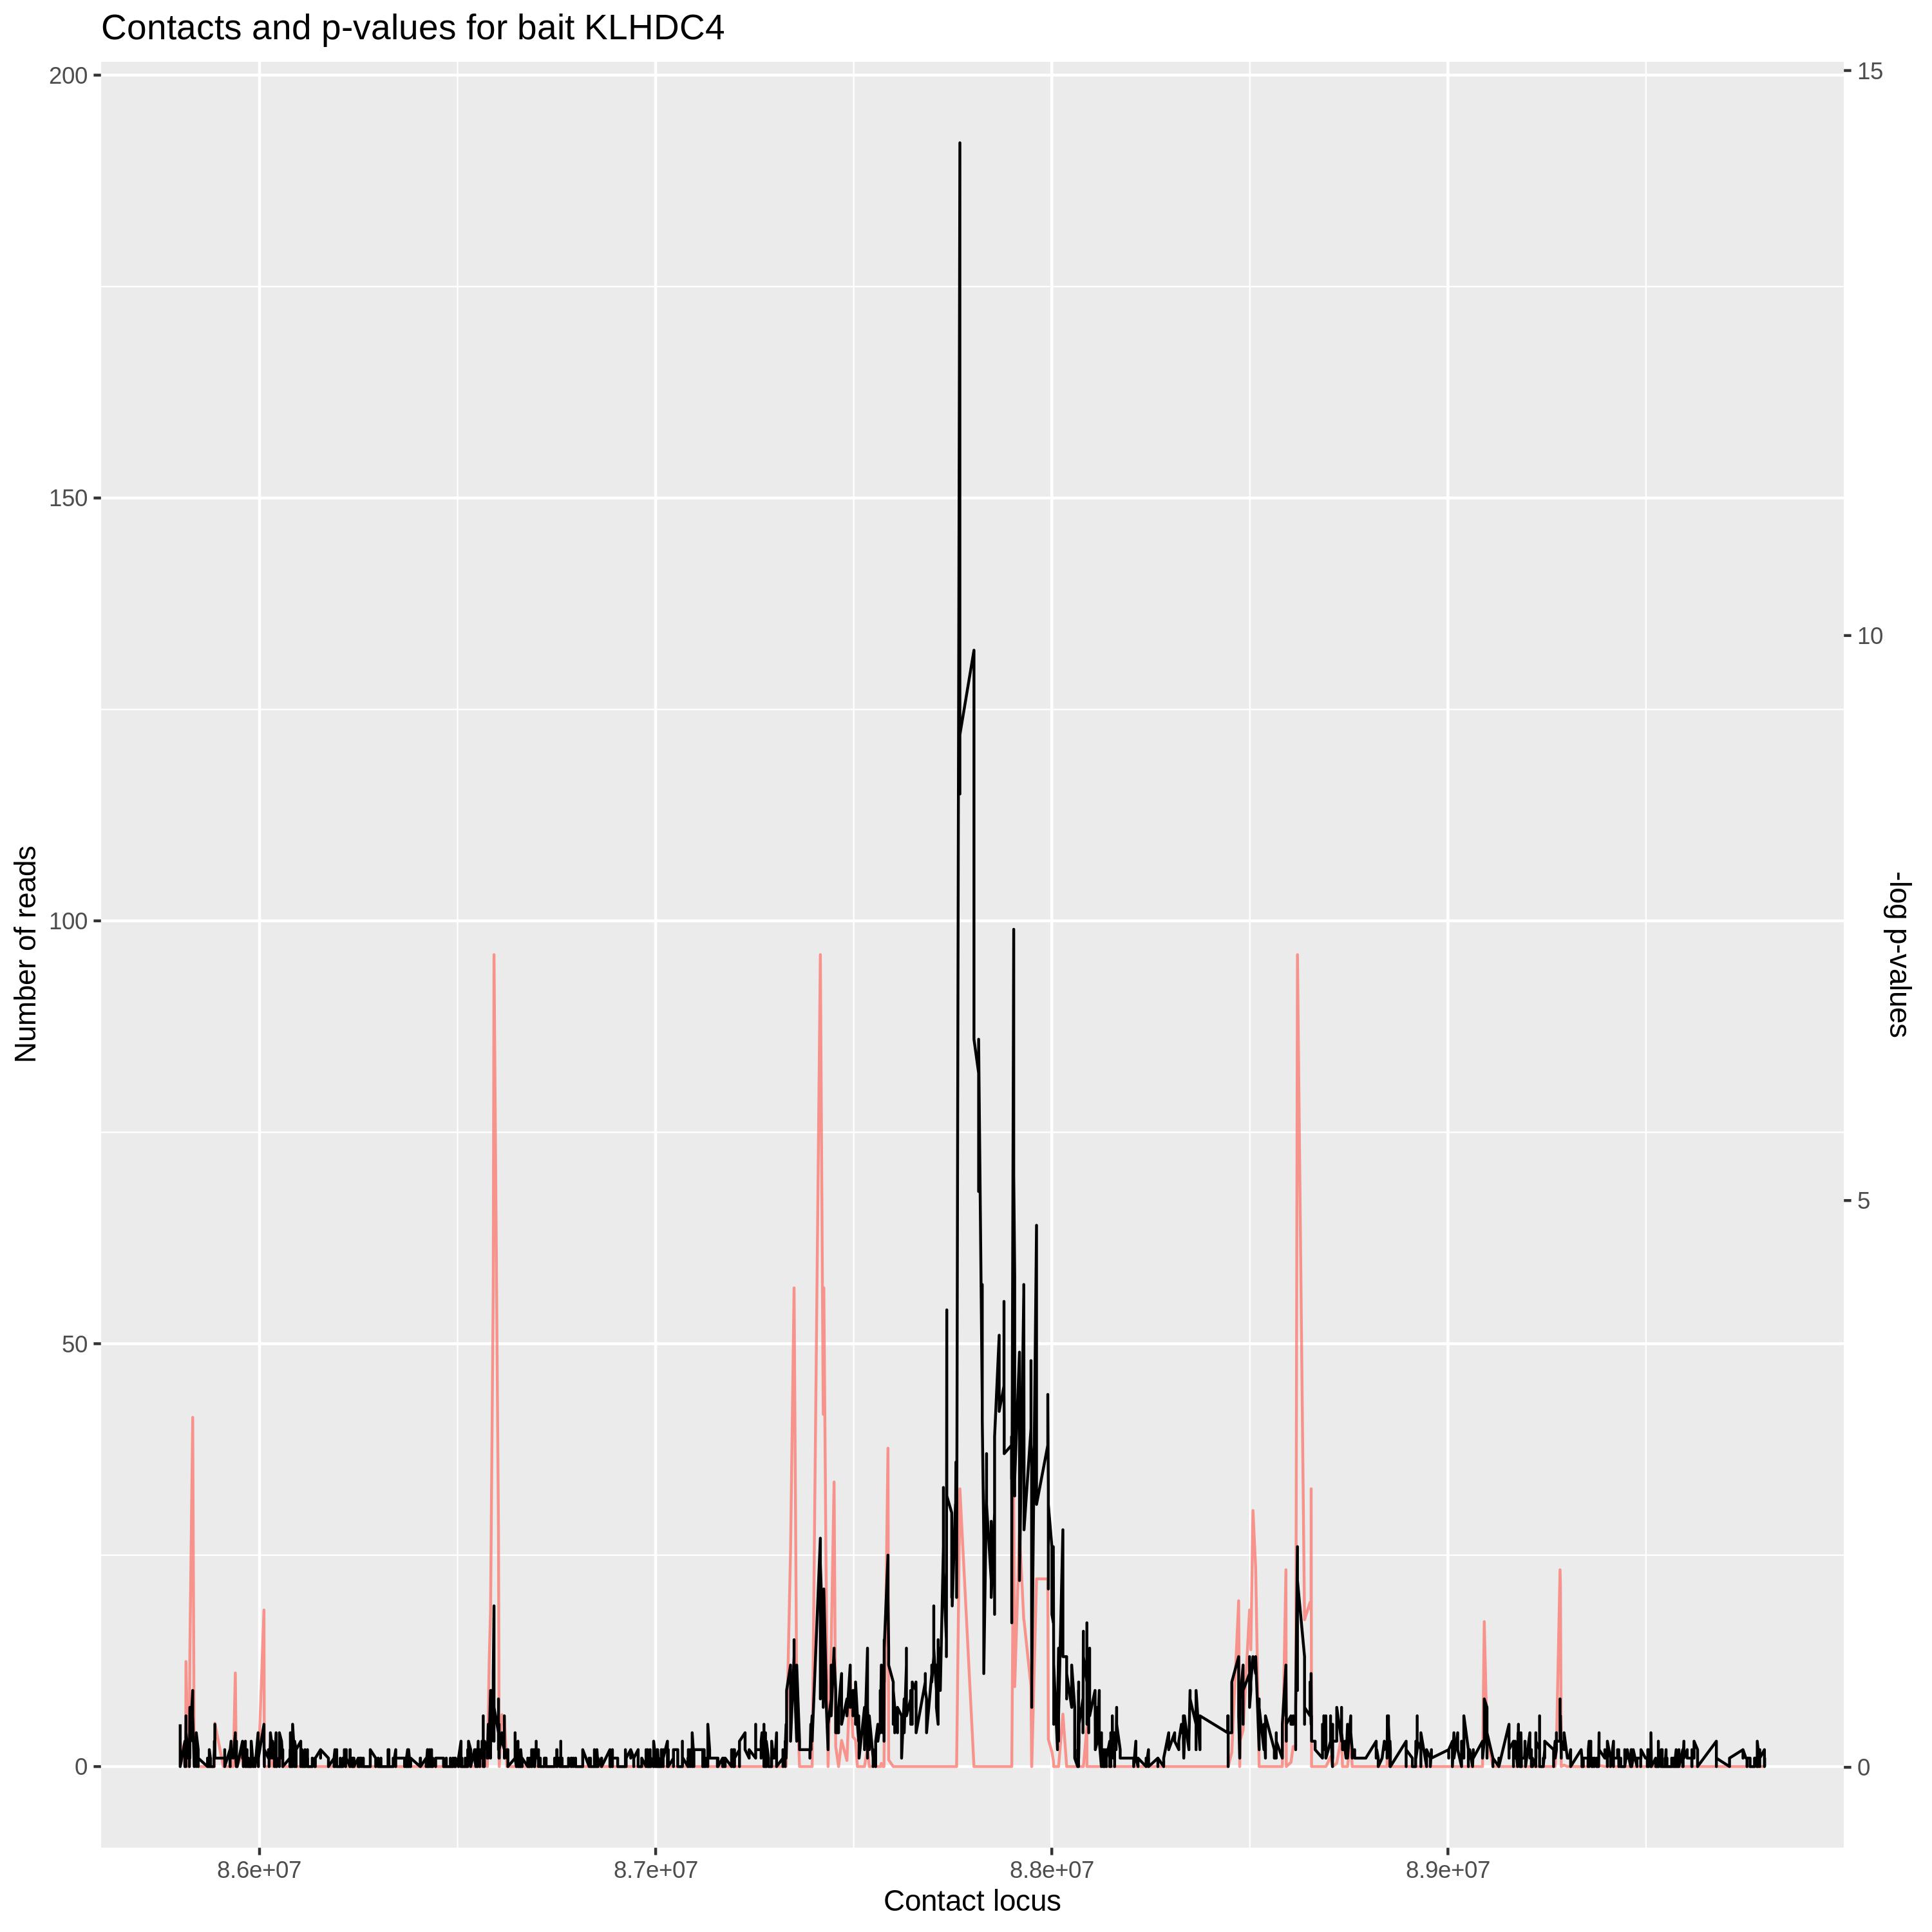 Contacts and p-values for bait KLHDC4
200
150
100
50
0
Number of reads
15
10
5
0
-log p-values
8.6e+07
8.7e+07
8.8e+07
8.9e+07
Contact locus